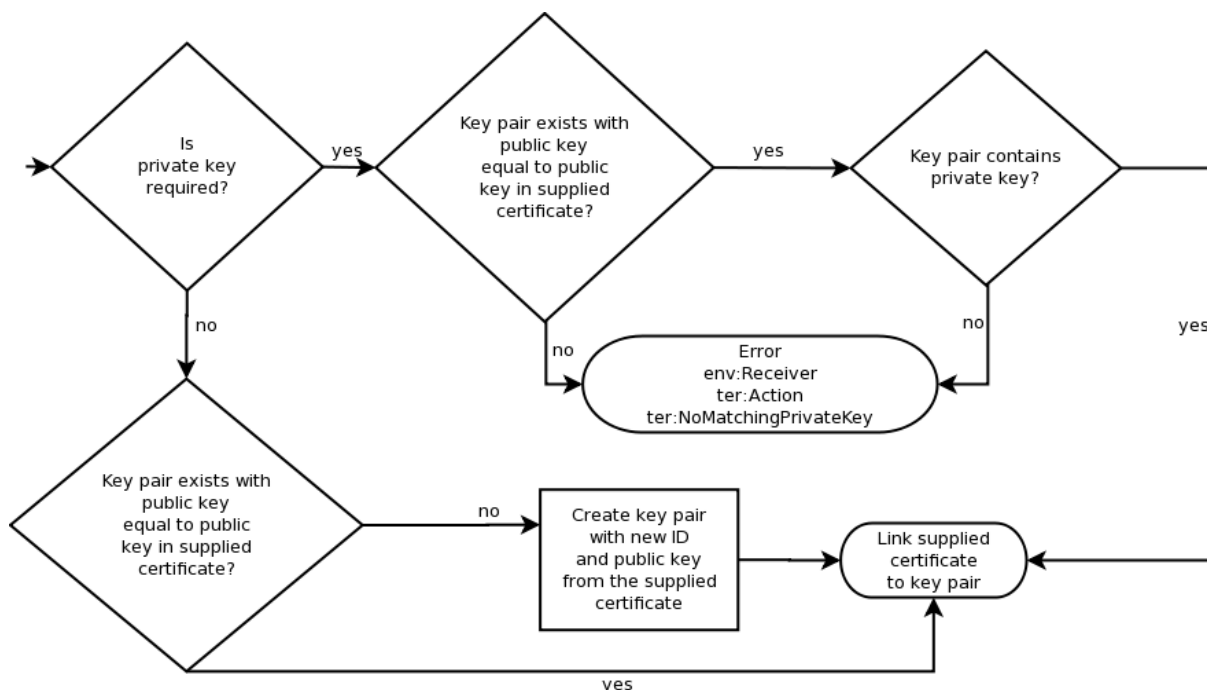 Is
private key
required?
yes
Key pair exists with
public key
equal to public
key in supplied
certificate?
yes
Key pair contains
private key?
no
no
Error
env:Receiver
ter:Action
ter:NoMatchingPrivateKey
no
yes
Key pair exists with
public key
equal to public
key in supplied
certificate?
no
Create key pair
with new ID
and public key
from the supplied
certificate
Link supplied
certificate
to key pair
yes